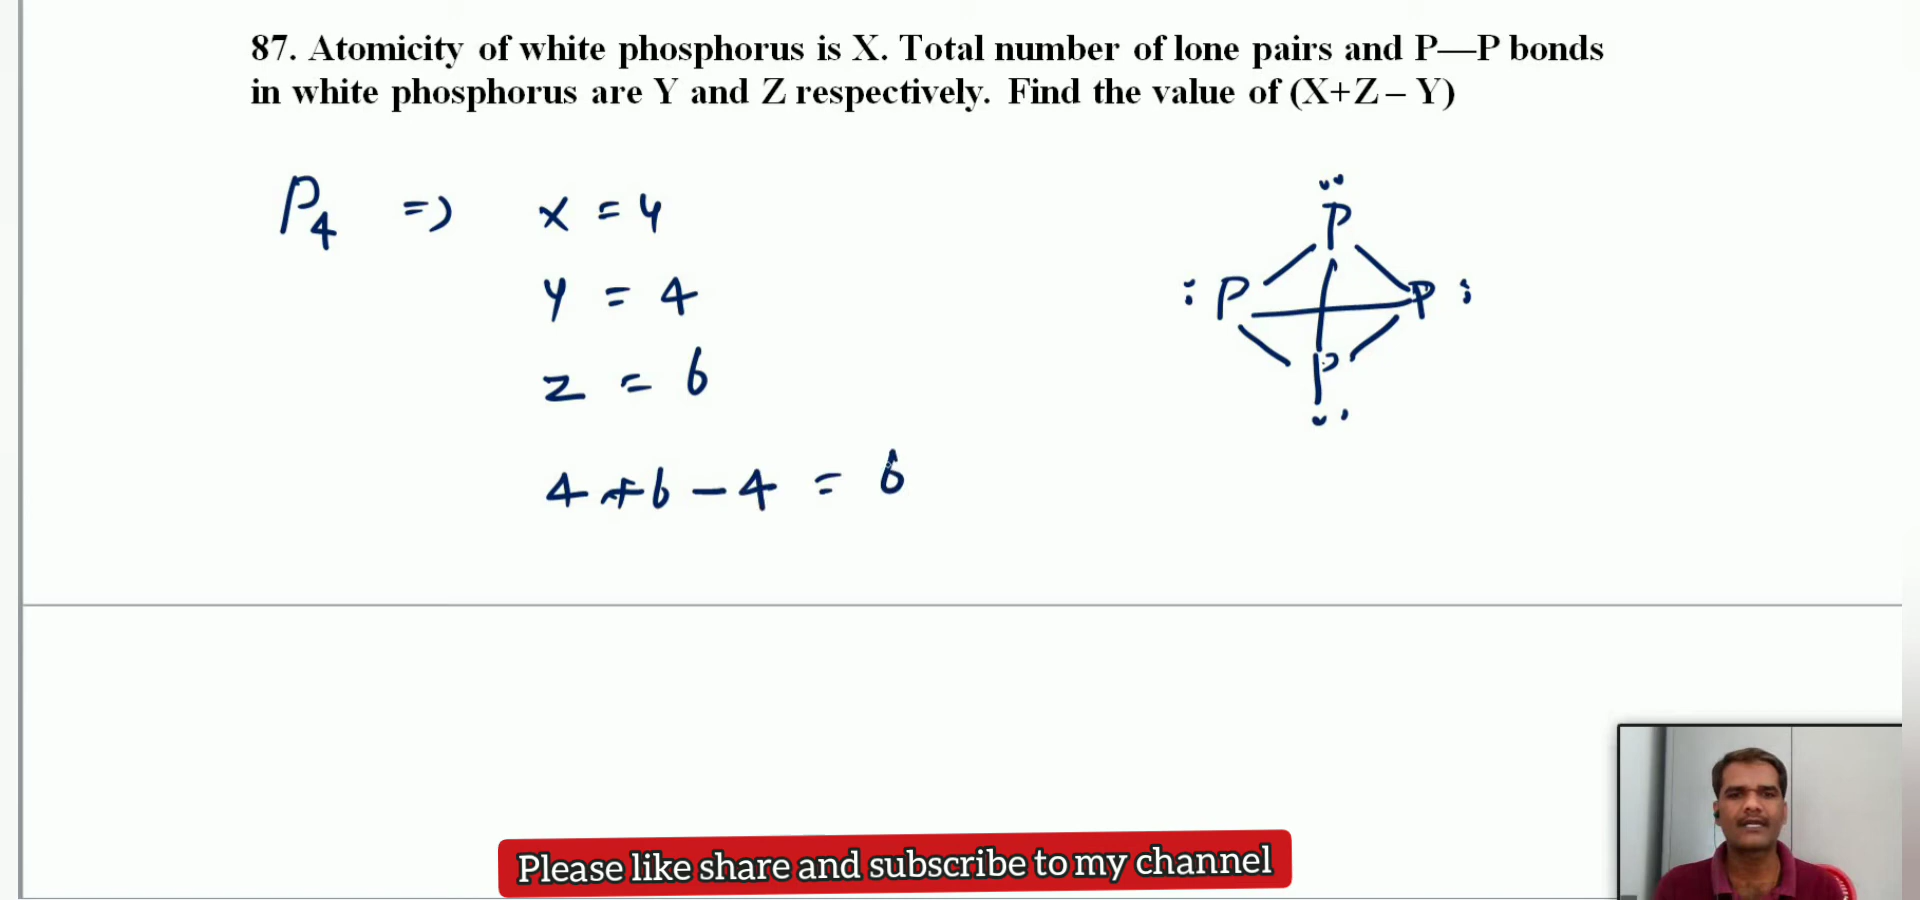 87. Atomicity of white phosphorus is X. Total number of lone pairs and P—P bonds
in white phosphorus are Y and Z respectively. Find the value of (X+Z – Y)
P4 => x = 4
y = 4
z = 6
4 + 6 - 4 = 6
P
: P P :
P
Please like share and subscribe to my channel